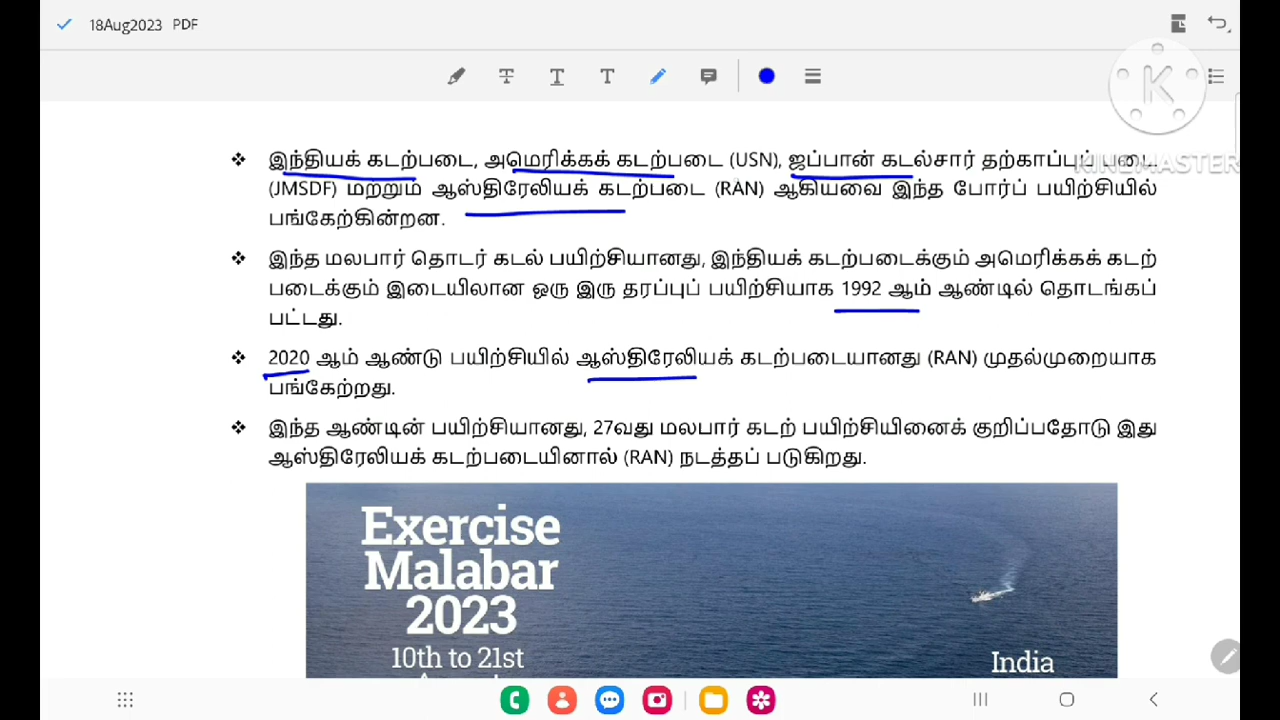 18Aug2023 PDF
KINEMASTER
❖ இந்தியக் கடற்படை, அமெரிக்கக் கடற்படை (USN), ஜப்பான் கடல்சார் தற்காப்புப் படை
(JMSDF) மற்றும் ஆஸ்திரேலியக் கடற்படை (RAN) ஆகியவை இந்த போர்ப் பயிற்சியில்
பங்கேற்கின்றன.
❖ இந்த மலபார் தொடர் கடல் பயிற்சியானது, இந்தியக் கடற்படைக்கும் அமெரிக்கக் கடற்
படைக்கும் இடையிலான ஒரு இரு தரப்புப் பயிற்சியாக 1992 ஆம் ஆண்டில் தொடங்கப்
பட்டது.
❖ 2020 ஆம் ஆண்டு பயிற்சியில் ஆஸ்திரேலியக் கடற்படையானது (RAN) முதல்முறையாக
பங்கேற்றது.
❖ இந்த ஆண்டின் பயிற்சியானது, 27வது மலபார் கடற் பயிற்சியினைக் குறிப்பதோடு இது
ஆஸ்திரேலியக் கடற்படையினால் (RAN) நடத்தப் படுகிறது.
Exercise
Malabar
2023
10th to 21st
India